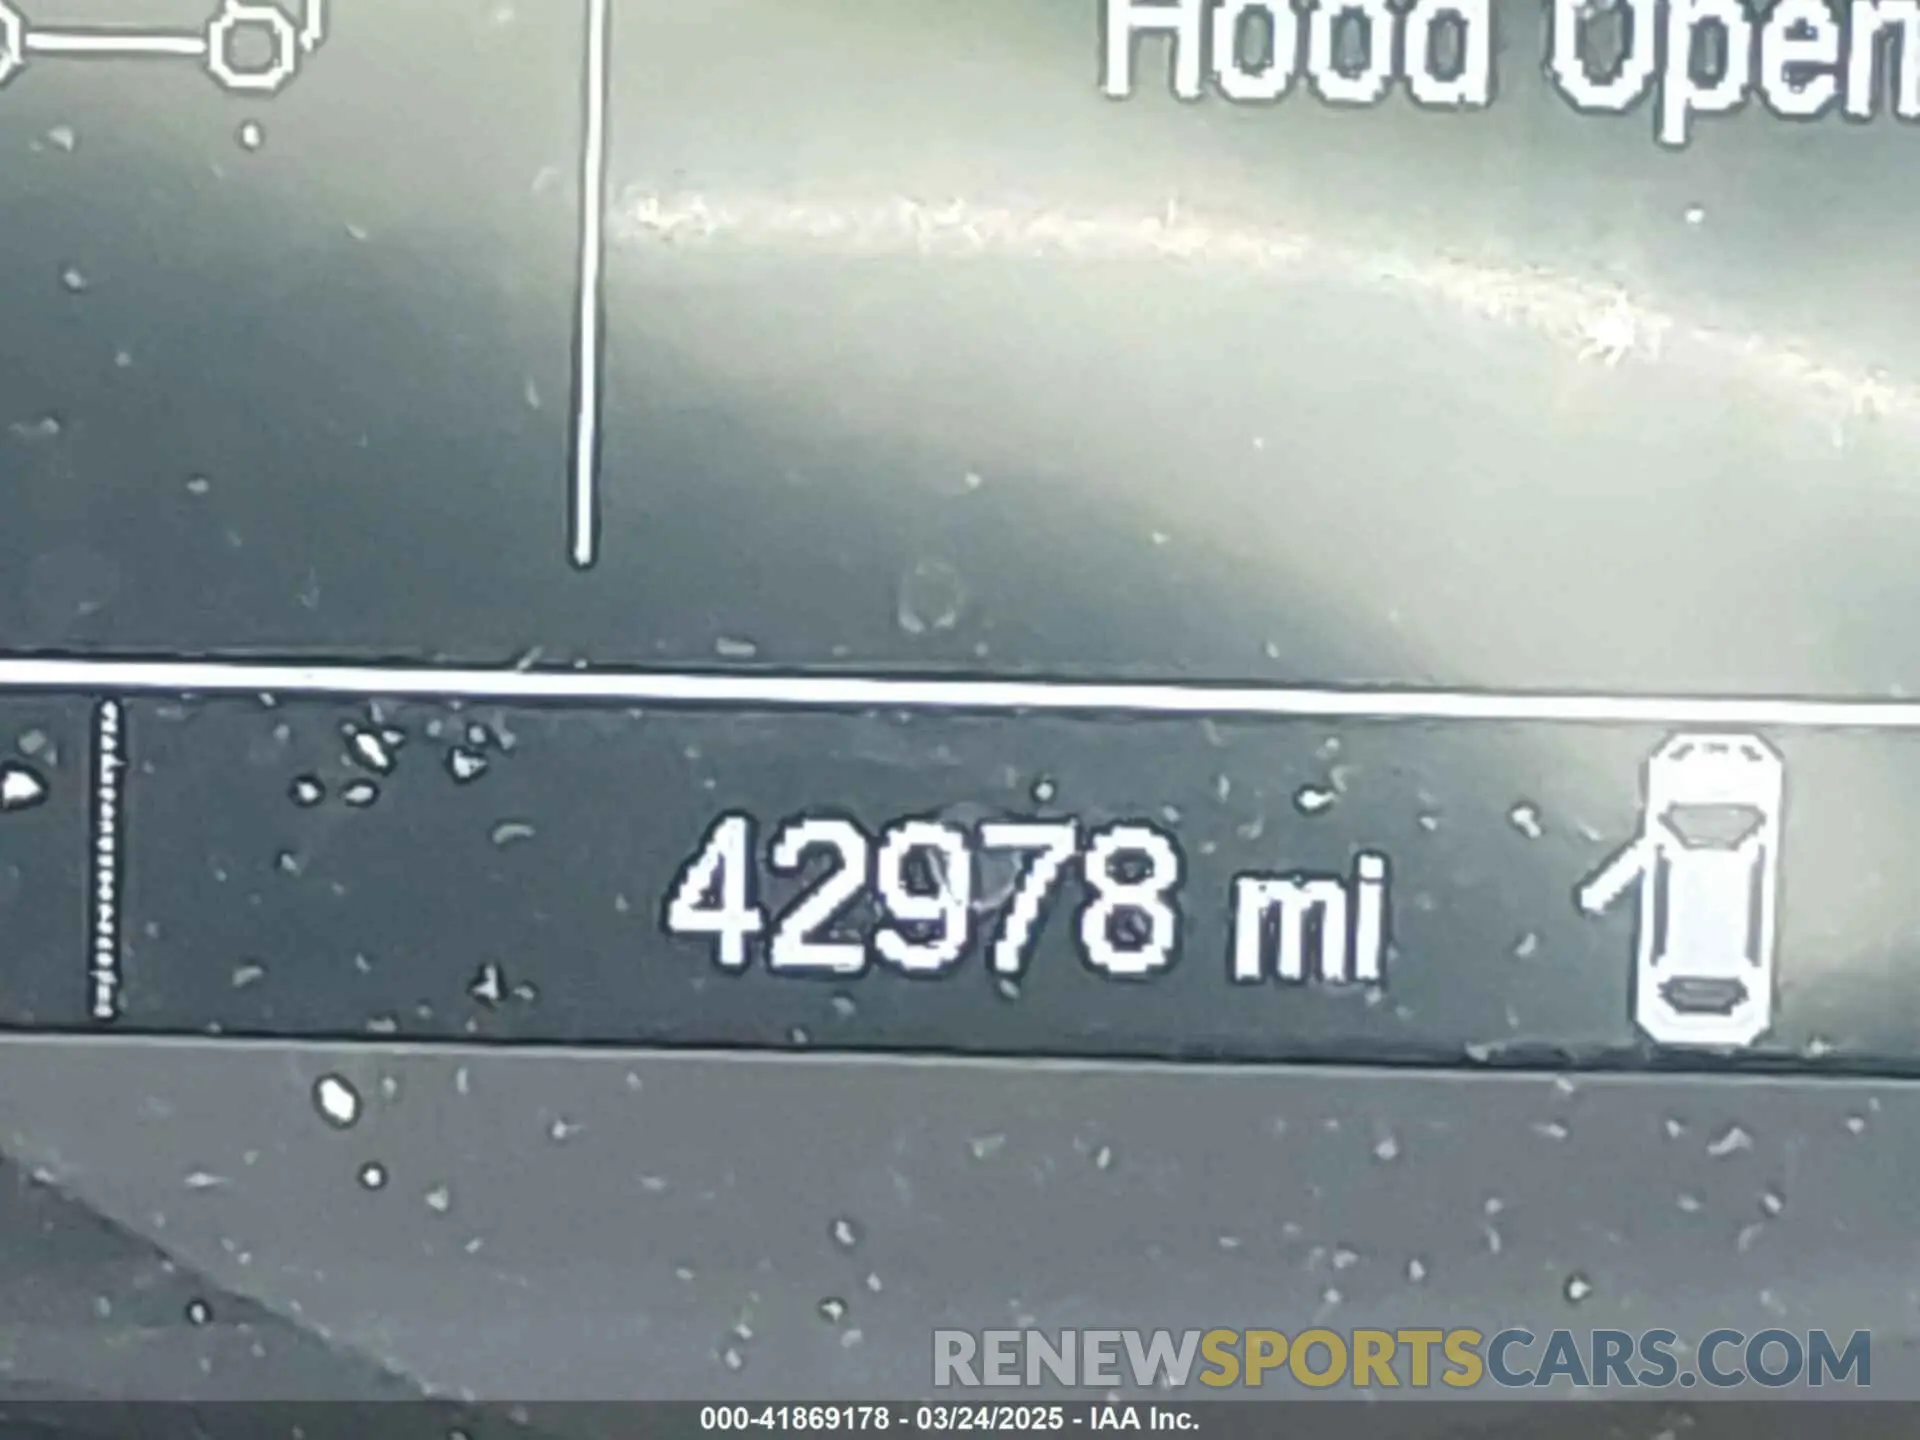 Hood Open
42978 mi
RENEWSPORTSCARS.COM
000-41869178 - 03/24/2025 - IAA Inc.